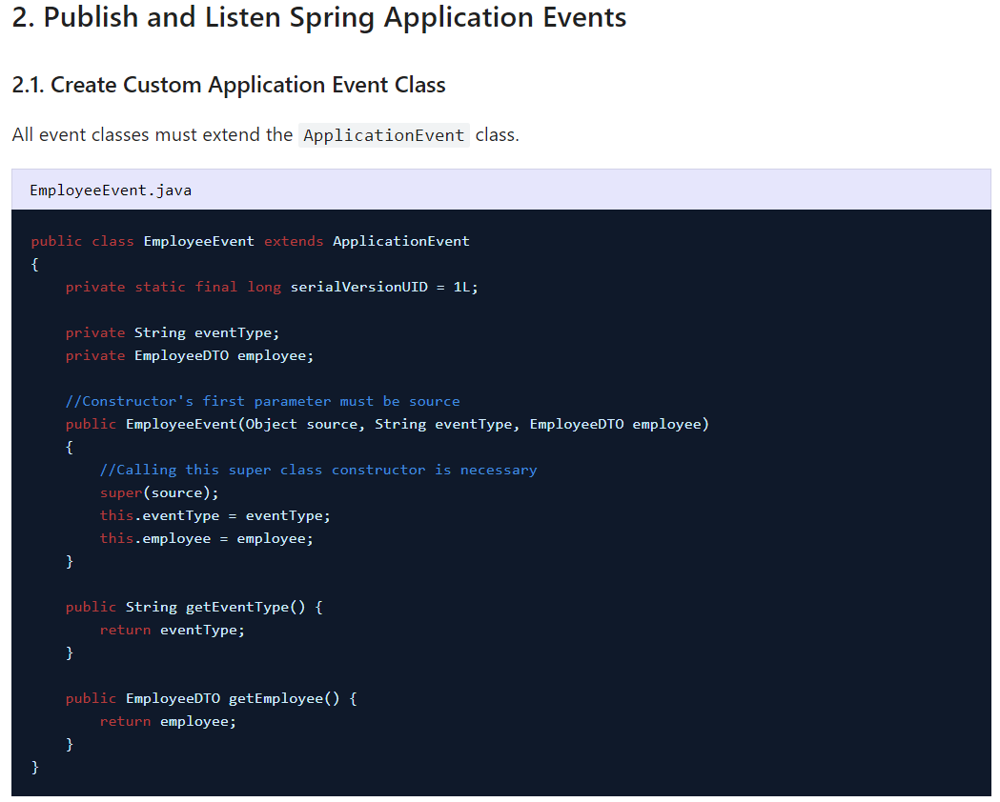 2. Publish and Listen Spring Application Events
2.1. Create Custom Application Event Class
All event classes must extend the ApplicationEvent class.
EmployeeEvent.java
public class EmployeeEvent extends ApplicationEvent
{
    private static final long serialVersionUID = 1L;

    private String eventType;
    private EmployeeDTO employee;

    //Constructor's first parameter must be source
    public EmployeeEvent(Object source, String eventType, EmployeeDTO employee)
    {
        //Calling this super class constructor is necessary
        super(source);
        this.eventType = eventType;
        this.employee = employee;
    }

    public String getEventType() {
        return eventType;
    }

    public EmployeeDTO getEmployee() {
        return employee;
    }
}